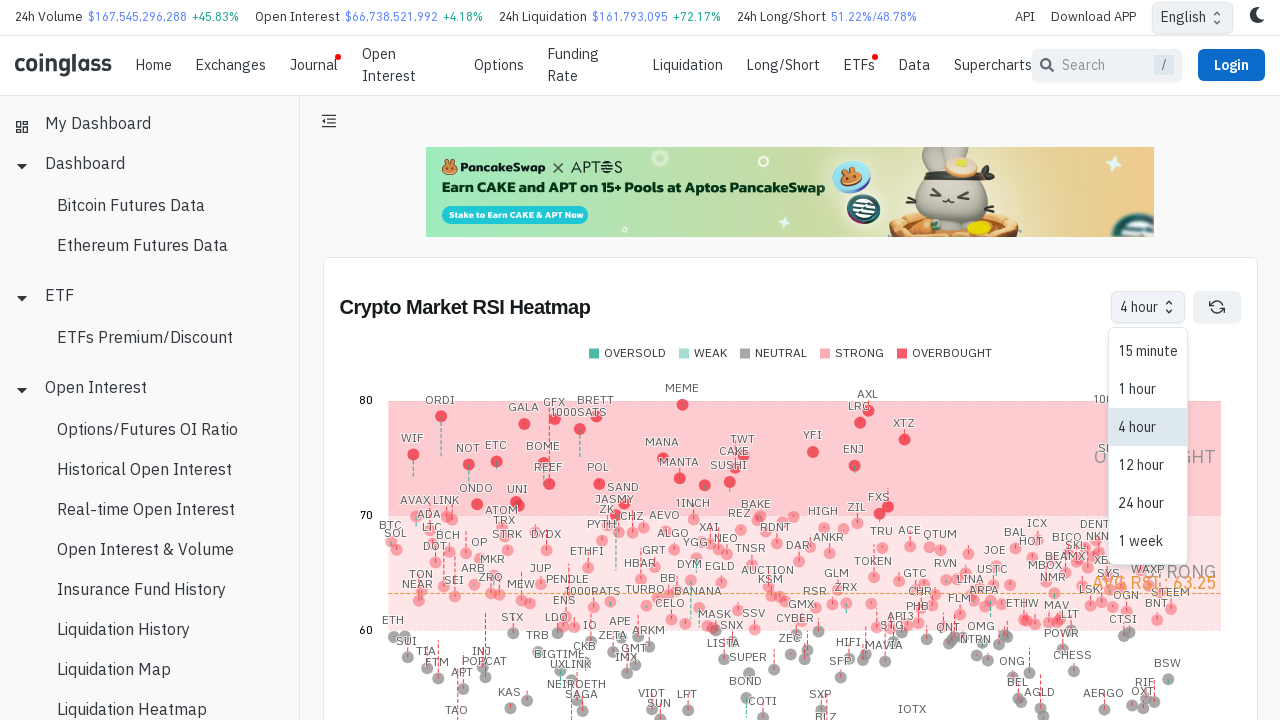 24h Volume $167,545,296,288 +45.83% Open Interest $66,738,521,992 +4.18% 24h Liquidation $161,793,095 +72.17% 24h Long/Short 51.22%/48.78% API Download APP English
coinglass Home Exchanges Journal Open Interest Options Funding Rate Liquidation Long/Short ETFs Data Supercharts Search / Login
My Dashboard
Dashboard
Bitcoin Futures Data
Ethereum Futures Data
ETF
ETFs Premium/Discount
Open Interest
Options/Futures OI Ratio
Historical Open Interest
Real-time Open Interest
Open Interest & Volume
Insurance Fund History
Liquidation History
Liquidation Map
Liquidation Heatmap
PancakeSwap × APTOS
Earn CAKE and APT on 15+ Pools at Aptos PancakeSwap
Stake to Earn CAKE & APT Now
Crypto Market RSI Heatmap
4 hour
15 minute
1 hour
4 hour
12 hour
24 hour
1 week
OVERSOLD WEAK NEUTRAL STRONG OVERBOUGHT
80
70
60
MEME
ORDI GALA CFX BRETT AXL
1000SATS LRC
XTZ
WIF NOT ETC BOME MANA TWT CAKE YFI ENJ
REEF POL MANTA SUSHI
ONDO UNI SAND
AVAX LINK JASMY 1INCH BAKE FXS
ADA ATOM ZK CHZ AEVO REZ HIGH ZIL
BTC SOL LTC BCH TRX STRK DYDX PYTH ALGO XAI NEO RDNT ANKR TRU ACE QTUM BAL ICX DENT
DOT OP MKR ETHFI GRT YGG TNSR DAR JOE HOT BICO SKL NKN
TON ARB JUP HBAR DYM EGLD AUCTION TOKEN RVN MBOX BEAMX
NEAR SEI ZRO MEW PENDLE BB KSM GLM GTC LINA USTC NMR SYS WAXP
ENS 1000RATS TURBO BANANA RSR ZRX CHR ARPA LSK STEEM
AVG RSI : 63.25
ETH STX LDO IO APE CELO MASK SSV GMX CYBER API3 PHB FLM ETHW MAV LIT OGN BNT
SUI TRB ZETA ARKM SNX ZEC HIFI QNT OMG POWR CTSI
TIA INJ BIGTIME CKB GMT LISTA MAVIA NTRN
FTM POPCAT UXLINK IMX SUPER SFP ONG CHESS BSW
APT NEIROETH BOND BEL RIF
TAO KAS SAGA VIDT SUN LPT COTI SXP IOTX AGLD AERGO OXT